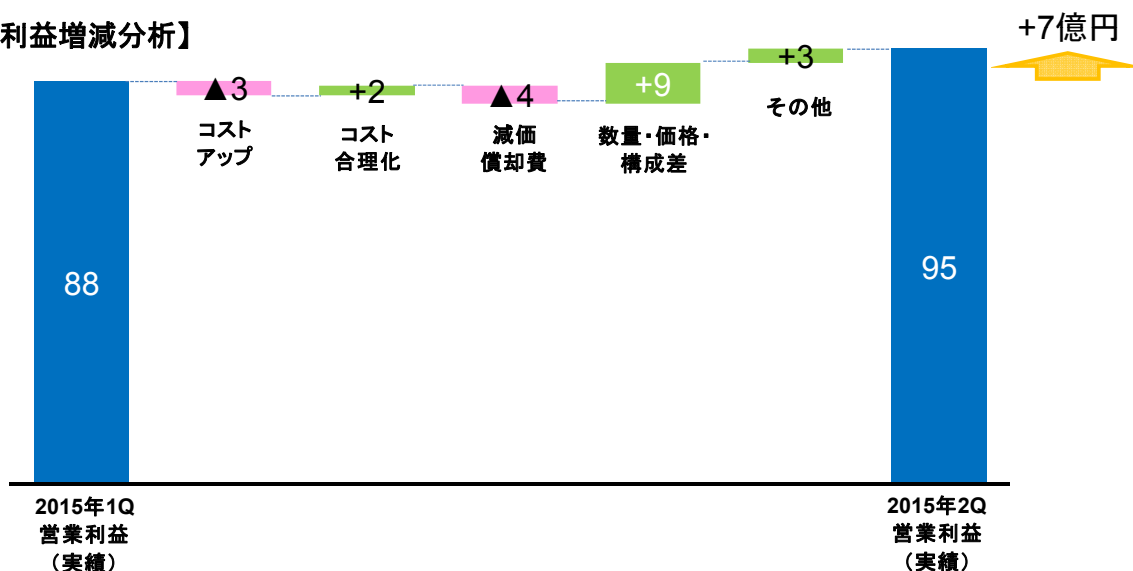 利益増減分析】
+7億円
▲3
+2
▲4
+9
+3
コスト
アップ
コスト
合理化
減価
償却費
数量・価格・
構成差
その他
88
95
2015年1Q
営業利益
（実績）
2015年2Q
営業利益
（実績）